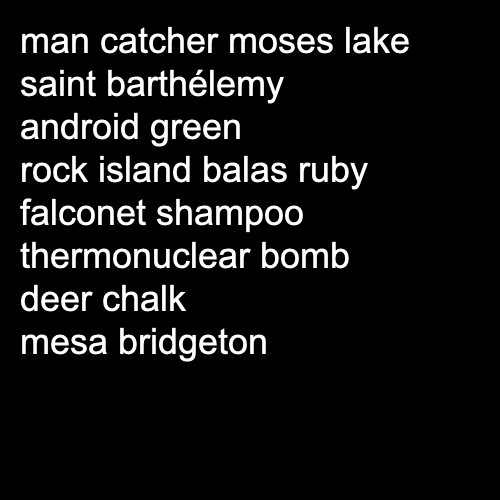 man catcher moses lake
saint barthélemy
android green
rock island balas ruby
falconet shampoo
thermonuclear bomb
deer chalk
mesa bridgeton